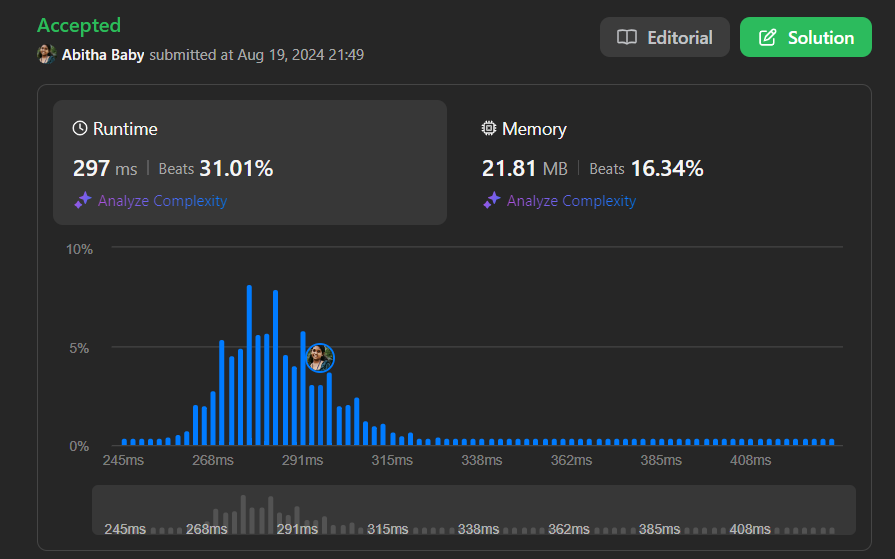 Accepted
Editorial
Solution
Abitha Baby submitted at Aug 19, 2024 21:49
Runtime
Memory
297 ms | Beats 31.01%
21.81 MB | Beats 16.34%
Analyze Complexity
Analyze Complexity
10%
5%
0%
245ms 268ms 291ms 315ms 338ms 362ms 385ms 408ms
245ms 268ms 291ms 315ms 338ms 362ms 385ms 408ms